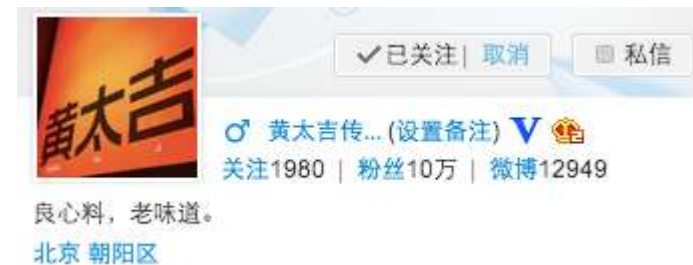 黄太吉
✓已关注| 取消
私信
♂ 黄太吉传... (设置备注) V
关注1980 | 粉丝10万 | 微博12949
良心料，老味道。
北京 朝阳区